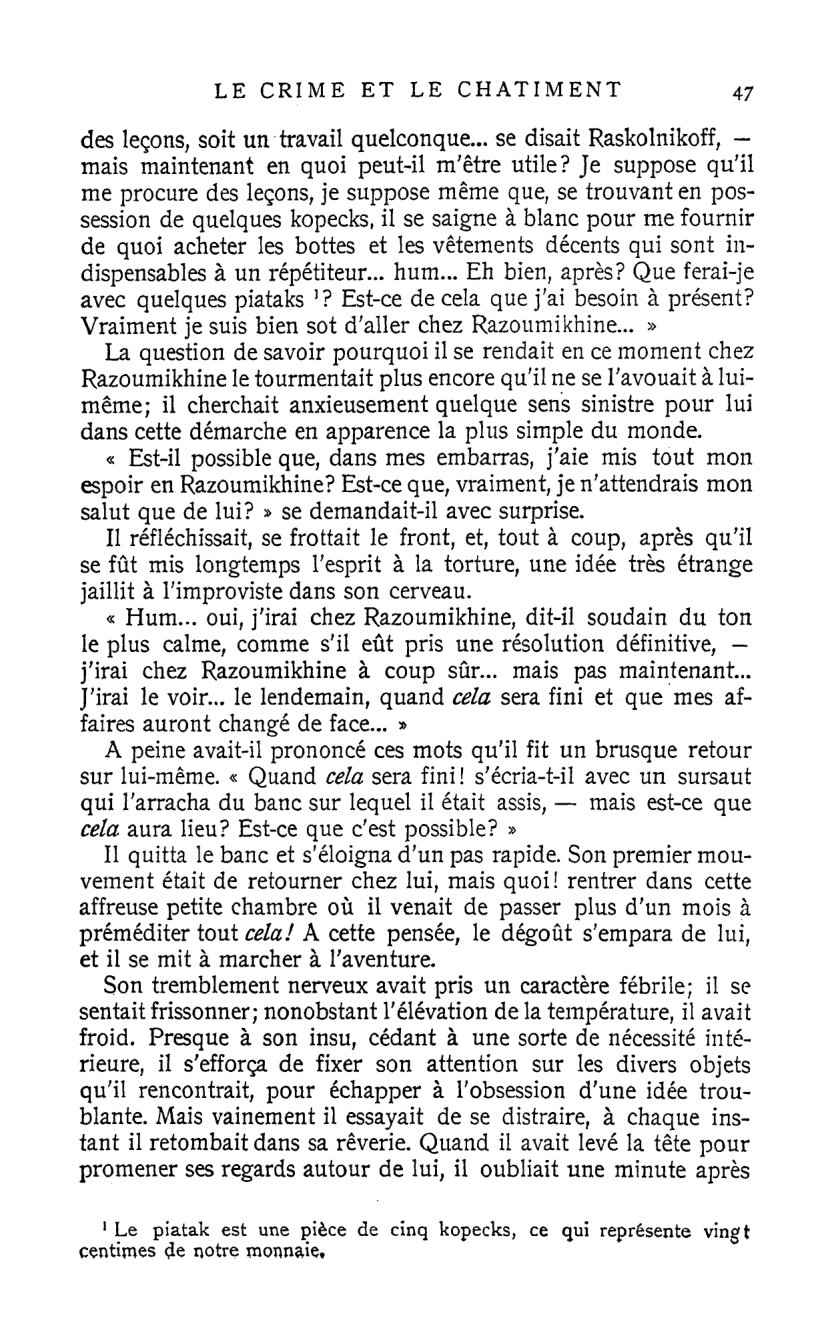 LE CRIME ET LE CHATIMENT 47
des leçons, soit un travail quelconque... se disait Raskolnikoff, —
mais maintenant en quoi peut-il m'être utile? Je suppose qu'il
me procure des leçons, je suppose même que, se trouvant en pos-
session de quelques kopecks, il se saigne à blanc pour me fournir
de quoi acheter les bottes et les vêtements décents qui sont in-
dispensables à un répétiteur... hum... Eh bien, après? Que ferai-je
avec quelques piataks ¹? Est-ce de cela que j'ai besoin à présent?
Vraiment je suis bien sot d'aller chez Razoumikhine... »
La question de savoir pourquoi il se rendait en ce moment chez
Razoumikhine le tourmentait plus encore qu'il ne se l'avouait à lui-
même; il cherchait anxieusement quelque sens sinistre pour lui
dans cette démarche en apparence la plus simple du monde.
« Est-il possible que, dans mes embarras, j'aie mis tout mon
espoir en Razoumikhine? Est-ce que, vraiment, je n'attendrais mon
salut que de lui? » se demandait-il avec surprise.
Il réfléchissait, se frottait le front, et, tout à coup, après qu'il
se fût mis longtemps l'esprit à la torture, une idée très étrange
jaillit à l'improviste dans son cerveau.
« Hum... oui, j'irai chez Razoumikhine, dit-il soudain du ton
le plus calme, comme s'il eût pris une résolution définitive, —
j'irai chez Razoumikhine à coup sûr... mais pas maintenant...
J'irai le voir... le lendemain, quand cela sera fini et que mes af-
faires auront changé de face... »
A peine avait-il prononcé ces mots qu'il fit un brusque retour
sur lui-même. « Quand cela sera fini! s'écria-t-il avec un sursaut
qui l'arracha du banc sur lequel il était assis, — mais est-ce que
cela aura lieu? Est-ce que c'est possible? »
Il quitta le banc et s'éloigna d'un pas rapide. Son premier mou-
vement était de retourner chez lui, mais quoi! rentrer dans cette
affreuse petite chambre où il venait de passer plus d'un mois à
préméditer tout cela! A cette pensée, le dégoût s'empara de lui,
et il se mit à marcher à l'aventure.
Son tremblement nerveux avait pris un caractère fébrile; il se
sentait frissonner; nonobstant l'élévation de la température, il avait
froid. Presque à son insu, cédant à une sorte de nécessité inté-
rieure, il s'efforça de fixer son attention sur les divers objets
qu'il rencontrait, pour échapper à l'obsession d'une idée trou-
blante. Mais vainement il essayait de se distraire, à chaque ins-
tant il retombait dans sa rêverie. Quand il avait levé la tête pour
promener ses regards autour de lui, il oubliait une minute après
¹ Le piatak est une pièce de cinq kopecks, ce qui représente vingt
centimes de notre monnaie.